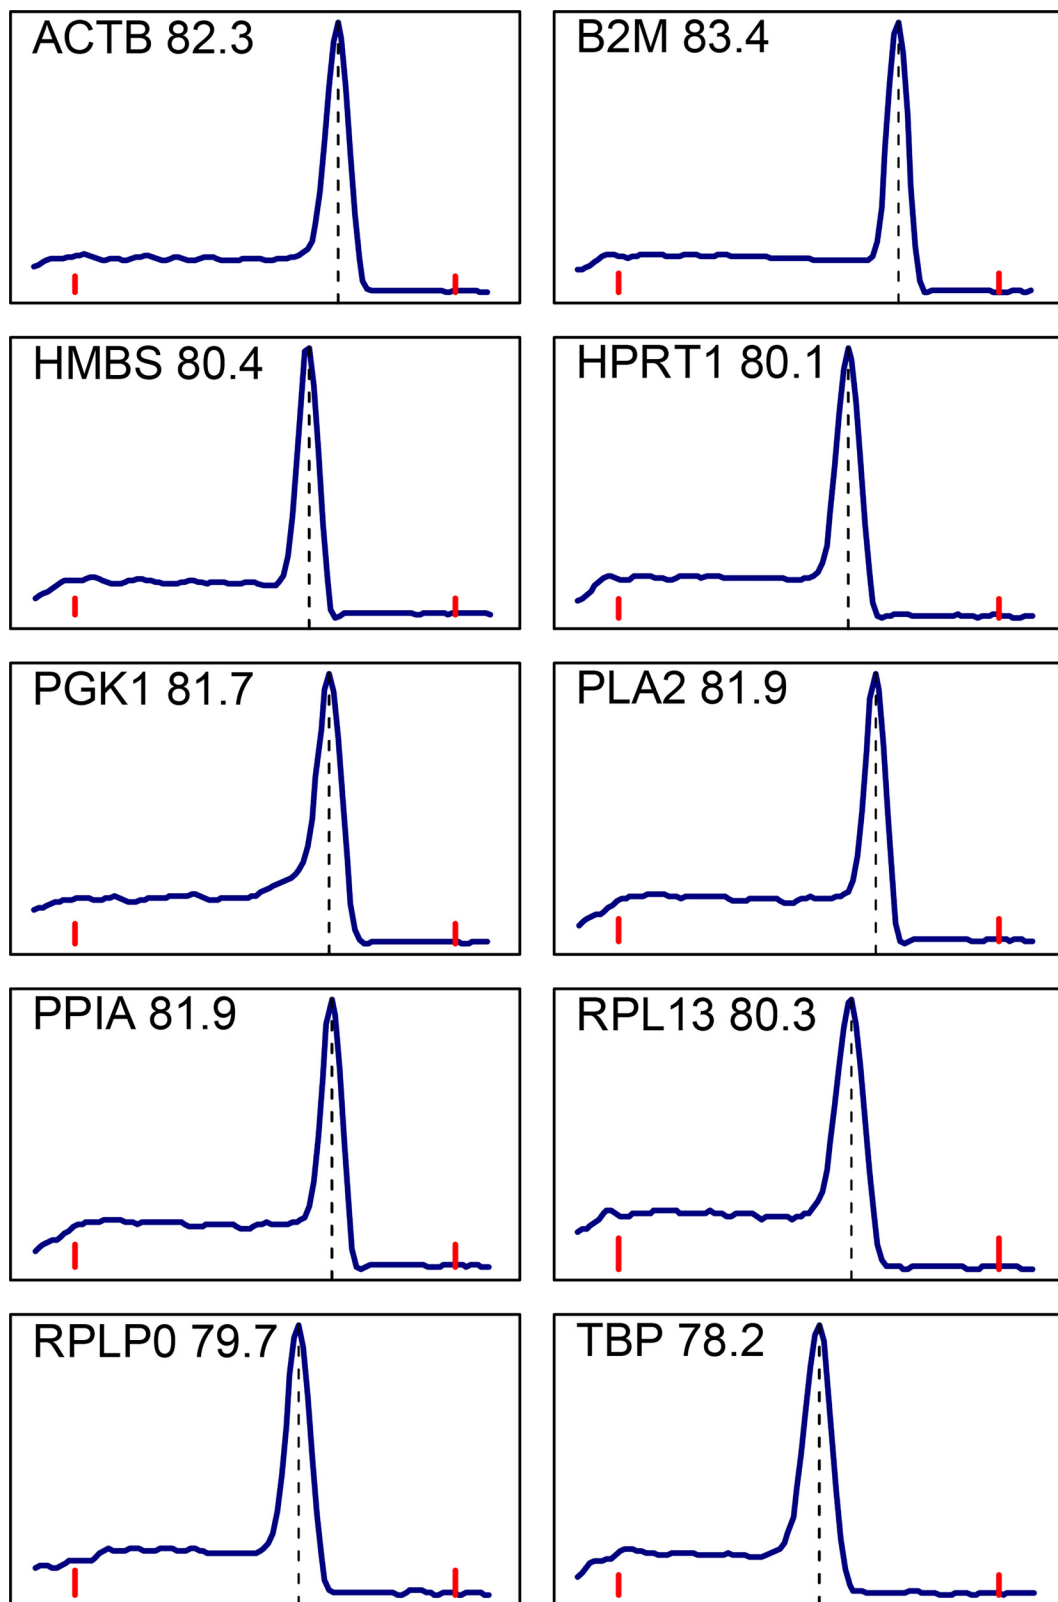 ACTB 82.3
B2M 83.4
HMBS 80.4
HPRT1 80.1
PGK1 81.7
PLA2 81.9
PPIA 81.9
RPL13 80.3
RPLP0 79.7
TBP 78.2